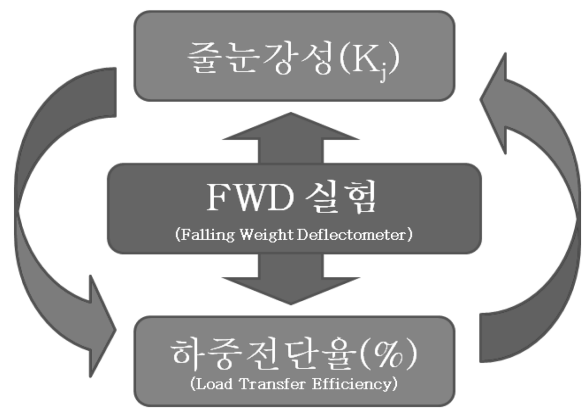 줄눈강성(Kj)
FWD 실험
(Falling Weight Deflectometer)
하중전단율(%)
(Load Transfer Efficiency)